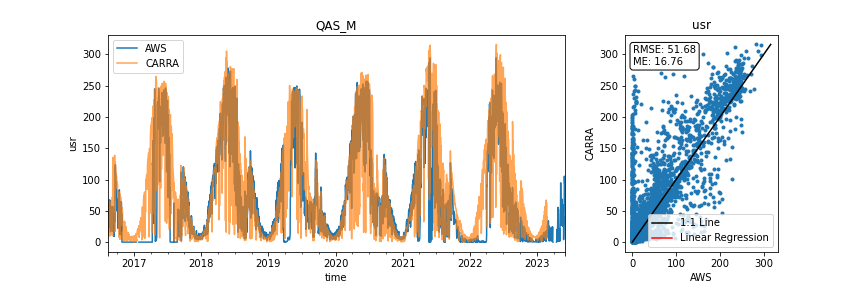 QAS_M
usr
AWS
CARRA
300
250
200
150
100
50
0
usr
2017
2018
2019
2020
2021
2022
2023
time
RMSE: 51.68
ME: 16.76
300
250
200
150
100
50
0
CARRA
1:1 Line
Linear Regression
0
100
200
300
AWS